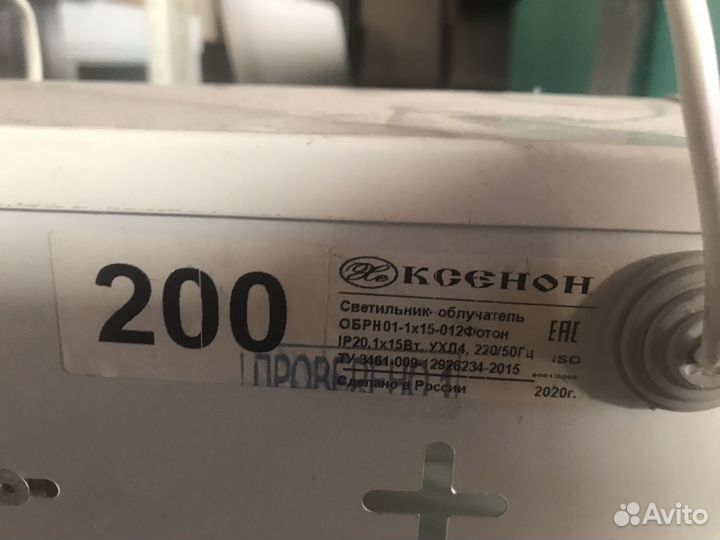 200
Хе КСЕНОН
Светильник- облучатель
ОБРН01-1х15-012Фотон
IP20,1х15Вт, УХЛ4, 220/50Гц
ТУ 3461-009-12926234-2015
Сделано в России
EAC
ISO
2020г.
ПРОВЕРЕНО
Avito